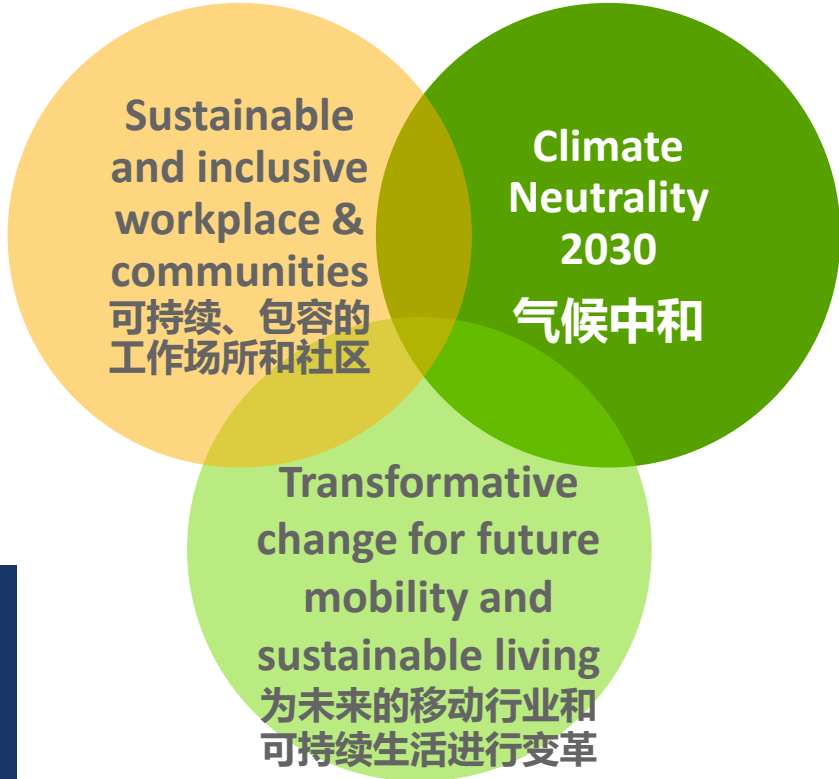 Sustainable
and inclusive
workplace &
communities
可持续、包容的
工作场所和社区
Climate
Neutrality
2030
气候中和
Transformative
change for future
mobility and
sustainable living
为未来的移动行业和
可持续生活进行变革